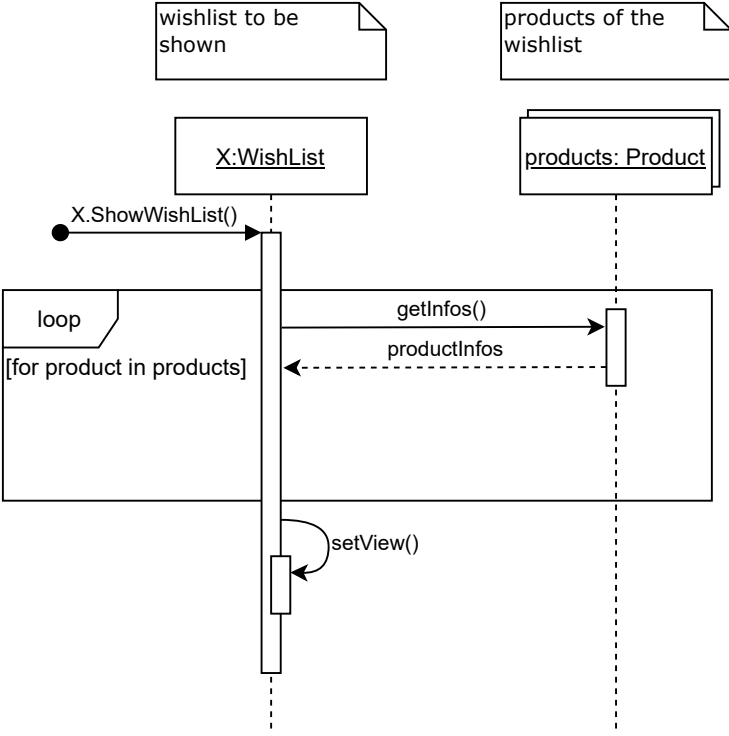 wishlist to be
shown
products of the
wishlist
X:WishList
products: Product
X.ShowWishList()
loop
getInfos()
productInfos
[for product in products]
setView()